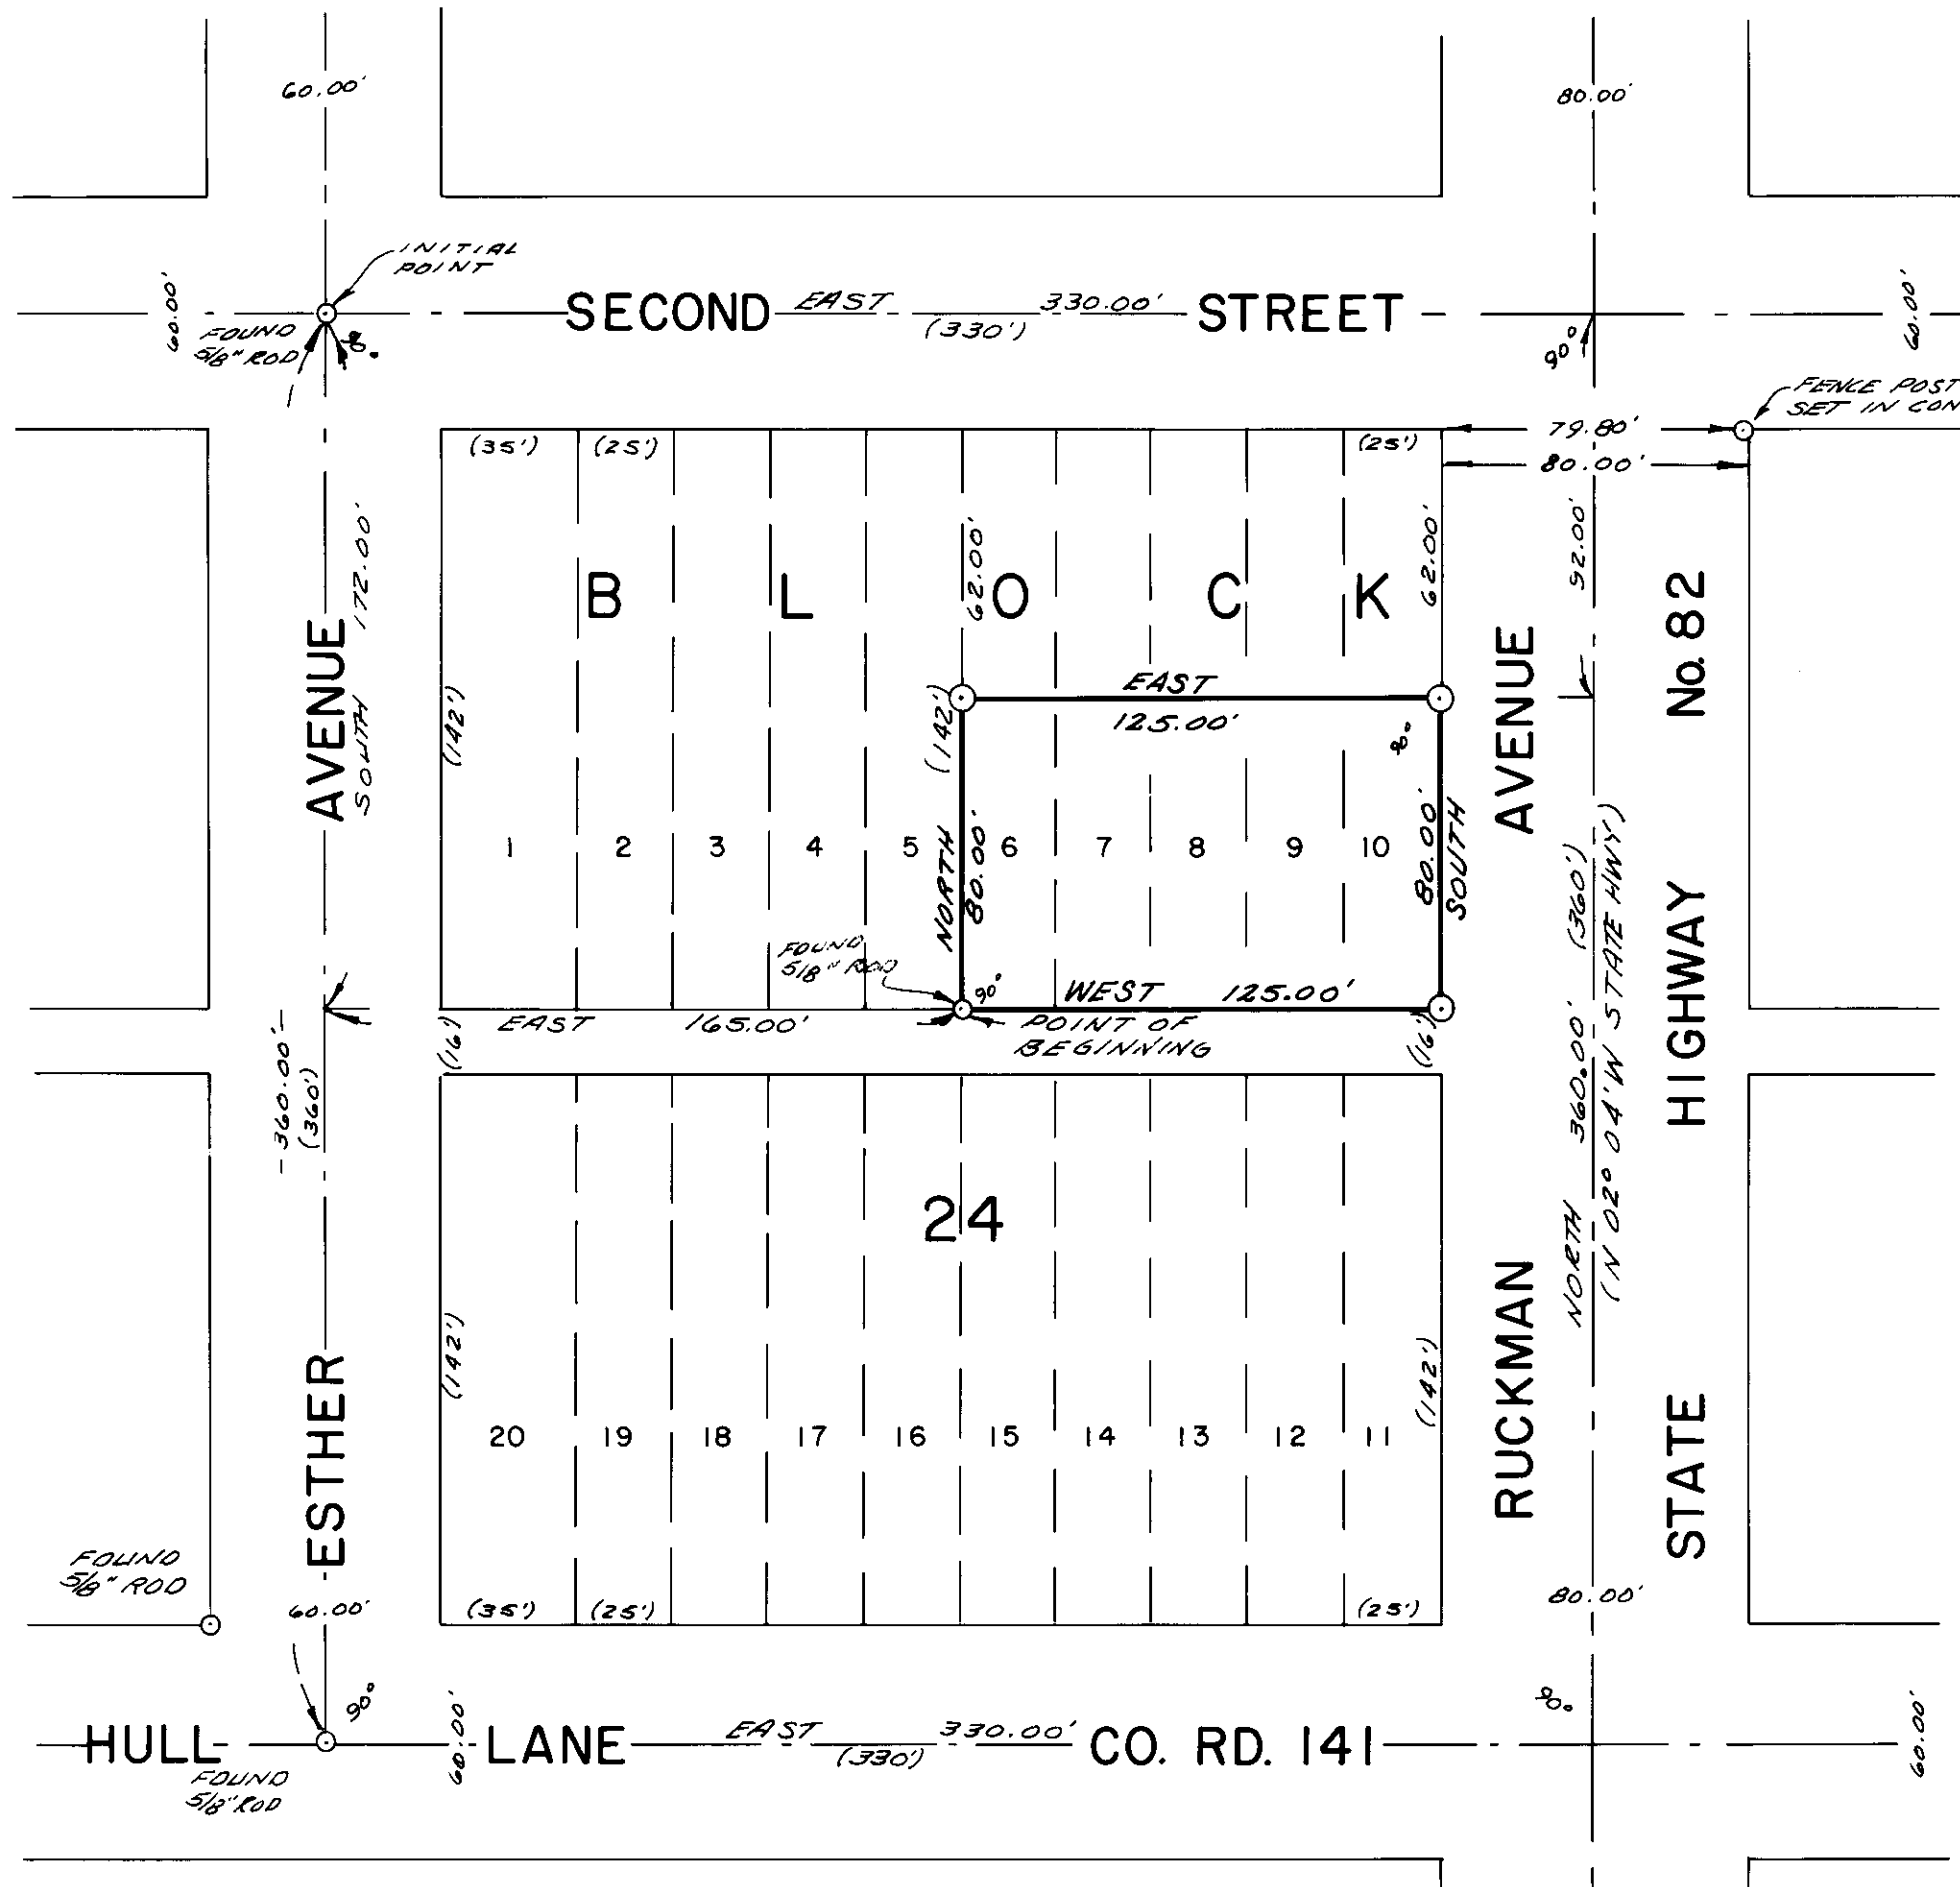 60.00'
80.00'
INITIAL
POINT
60.00'
SECOND EAST 330.00' STREET
(330')
60.00'
FOUND
5/8" ROD
90°
90°
FENCE POST
SET IN CON
79.80'
80.00'
(35') (25') (25')
SOUTH 172.00'
62.00'
62.00'
92.00'
B L O C K
AVENUE
(142')
(142')
EAST
125.00'
90°
NORTH
80.00'
80.00'
SOUTH
1 2 3 4 5 6 7 8 9 10
AVENUE
No. 82
FOUND
5/8" ROD
90°
WEST 125.00'
EAST 165.00'
POINT OF
BEGINNING
(16')
(16')
360.00'
(360')
NORTH 360.00' (360')
(N 02° 04' W STATE HWY)
HIGHWAY
24
(142')
(142')
20 19 18 17 16 15 14 13 12 11
ESTHER
RUCKMAN
STATE
FOUND
5/8" ROD
60.00'
(35') (25') (25')
80.00'
90°
90°
HULL LANE EAST 330.00' CO. RD. 141
(330')
60.00'
60.00'
FOUND
5/8" ROD